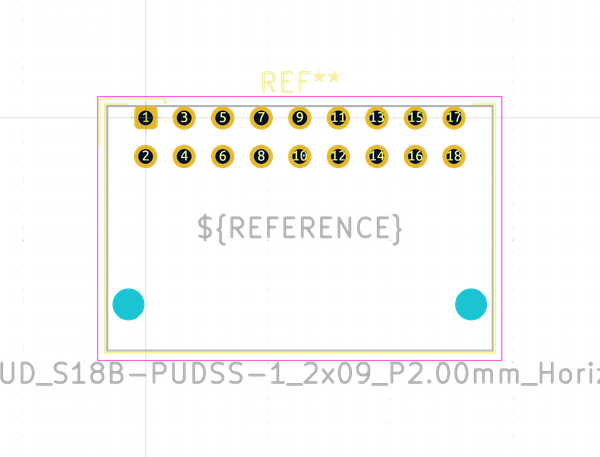 REF**
1 3 5 7 9 11 13 15 17
2 4 6 8 10 12 14 16 18
${REFERENCE}
UD_S18B-PUDSS-1_2x09_P2.00mm_Horiz